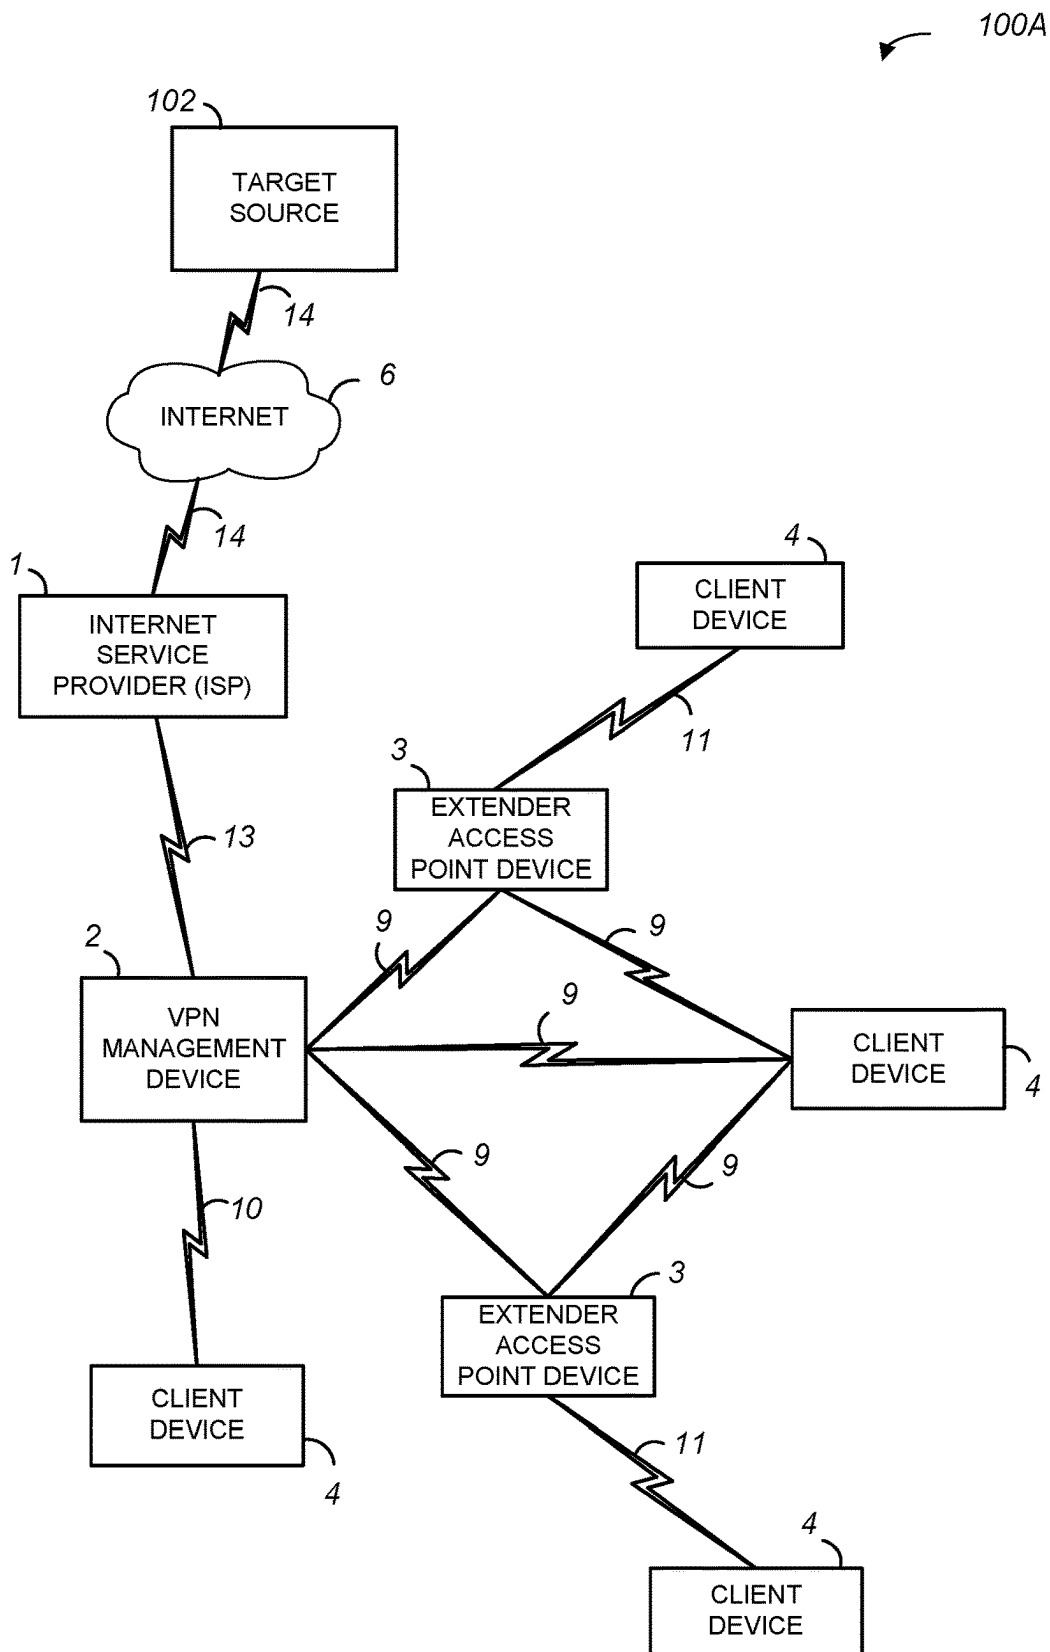 100A
102
TARGET
SOURCE
14
6
INTERNET
14
1
INTERNET
SERVICE
PROVIDER (ISP)
4
CLIENT
DEVICE
11
3
EXTENDER
ACCESS
POINT DEVICE
13
9
9
2
VPN
MANAGEMENT
DEVICE
9
CLIENT
DEVICE
4
9
9
10
3
EXTENDER
ACCESS
POINT DEVICE
CLIENT
DEVICE
4
11
4
CLIENT
DEVICE